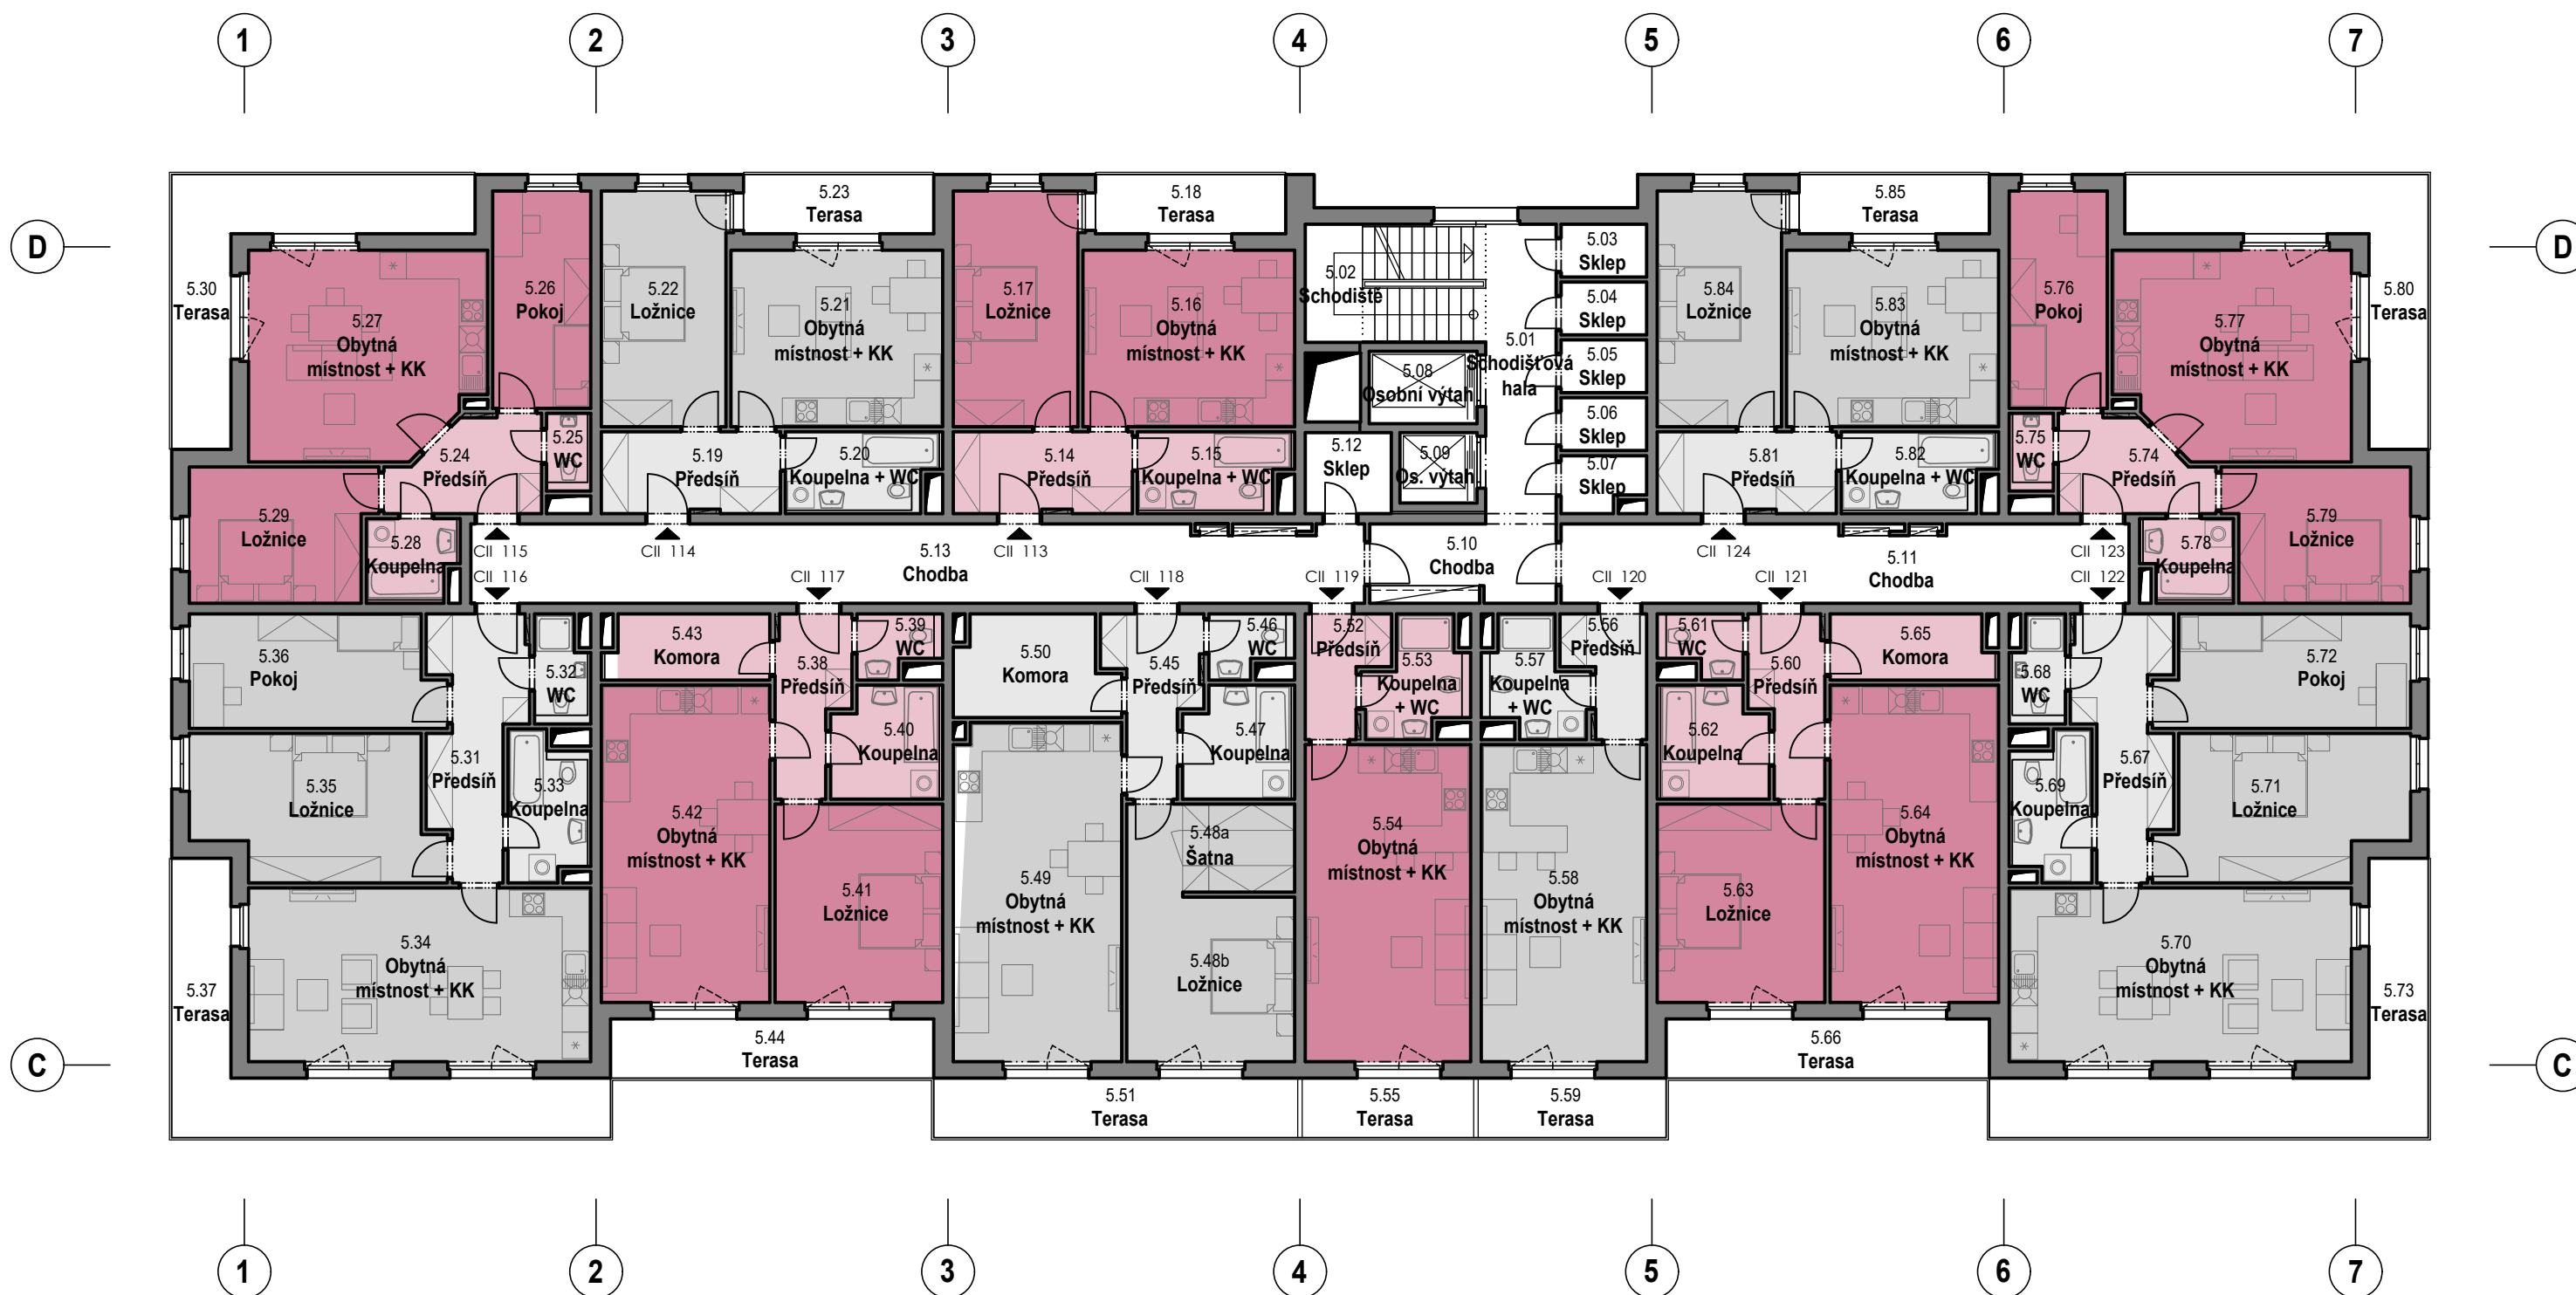 1
2
3
4
5
6
7
D
D
5.23
Terasa
5.18
Terasa
5.85
Terasa
5.30
Terasa
5.27
Obytná
místnost + KK
5.26
Pokoj
5.22
Ložnice
5.21
Obytná
místnost + KK
5.17
Ložnice
5.16
Obytná
místnost + KK
5.02
Schodiště
5.01
Schodišťová
hala
5.03
Sklep
5.04
Sklep
5.05
Sklep
5.06
Sklep
5.07
Sklep
5.08
Osobní výtah
5.09
Os. výtah
5.12
Sklep
5.84
Ložnice
5.83
Obytná
místnost + KK
5.76
Pokoj
5.77
Obytná
místnost + KK
5.80
Terasa
5.24
Předsíň
5.25
WC
5.19
Předsíň
5.20
Koupelna + WC
5.14
Předsíň
5.15
Koupelna + WC
5.81
Předsíň
5.82
Koupelna + WC
5.75
WC
5.74
Předsíň
5.29
Ložnice
5.28
Koupelna
5.78
Koupelna
5.79
Ložnice
CII 115
CII 114
5.13
Chodba
CII 113
5.10
Chodba
CII 124
5.11
Chodba
CII 123
CII 116
CII 117
CII 118
CII 119
CII 120
CII 121
CII 122
5.36
Pokoj
5.32
WC
5.43
Komora
5.38
Předsíň
5.39
WC
5.50
Komora
5.45
Předsíň
5.46
WC
5.52
Předsíň
5.53
Koupelna
+ WC
5.57
Koupelna
+ WC
5.56
Předsíň
5.61
WC
5.60
Předsíň
5.65
Komora
5.68
WC
5.72
Pokoj
5.35
Ložnice
5.31
Předsíň
5.33
Koupelna
5.42
Obytná
místnost + KK
5.40
Koupelna
5.41
Ložnice
5.49
Obytná
místnost + KK
5.47
Koupelna
5.48a
Šatna
5.48b
Ložnice
5.54
Obytná
místnost + KK
5.58
Obytná
místnost + KK
5.62
Koupelna
5.63
Ložnice
5.64
Obytná
místnost + KK
5.69
Koupelna
5.67
Předsíň
5.71
Ložnice
5.37
Terasa
5.34
Obytná
místnost + KK
5.70
Obytná
místnost + KK
5.73
Terasa
5.44
Terasa
5.66
Terasa
5.51
Terasa
5.55
Terasa
5.59
Terasa
C
C
1
2
3
4
5
6
7